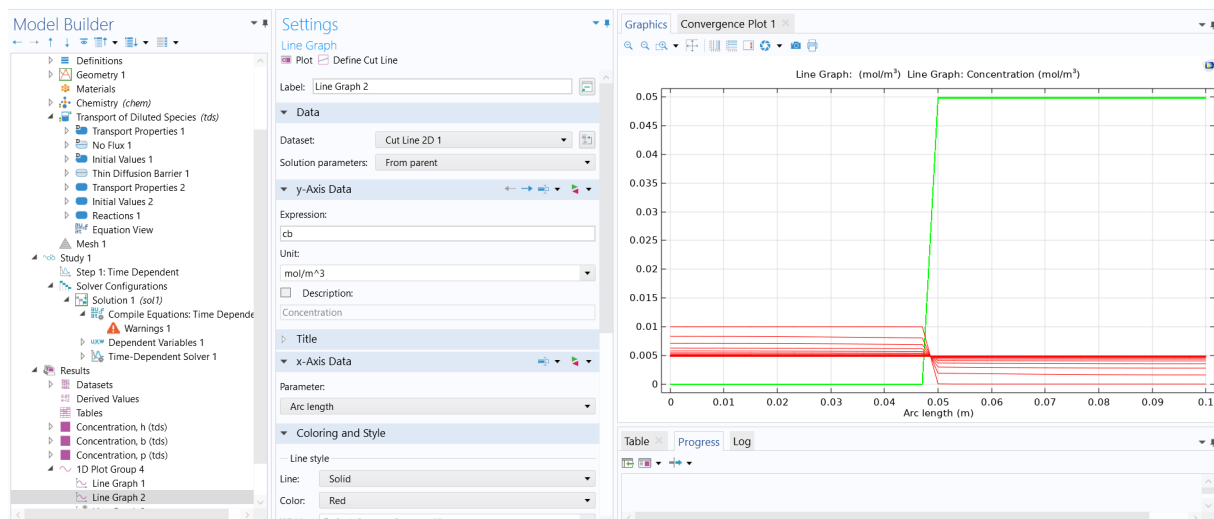 Model Builder
Definitions
Geometry 1
Materials
Chemistry (chem)
Transport of Diluted Species (tds)
Transport Properties 1
No Flux 1
Initial Values 1
Thin Diffusion Barrier 1
Transport Properties 2
Initial Values 2
Reactions 1
Equation View
Mesh 1
Study 1
Step 1: Time Dependent
Solver Configurations
Solution 1 (sol1)
Compile Equations: Time Depende
Warnings 1
Dependent Variables 1
Time-Dependent Solver 1
Results
Datasets
Derived Values
Tables
Concentration, h (tds)
Concentration, b (tds)
Concentration, p (tds)
1D Plot Group 4
Line Graph 1
Line Graph 2
Settings
Line Graph
Plot Define Cut Line
Label: Line Graph 2
Data
Dataset: Cut Line 2D 1
Solution parameters: From parent
y-Axis Data
Expression:
cb
Unit:
mol/m^3
Description:
Concentration
Title
x-Axis Data
Parameter:
Arc length
Coloring and Style
Line style
Line: Solid
Color: Red
Graphics Convergence Plot 1
Line Graph: (mol/m³) Line Graph: Concentration (mol/m³)
0.05
0.045
0.04
0.035
0.03
0.025
0.02
0.015
0.01
0.005
0
0 0.01 0.02 0.03 0.04 0.05 0.06 0.07 0.08 0.09 0.1
Arc length (m)
Table Progress Log